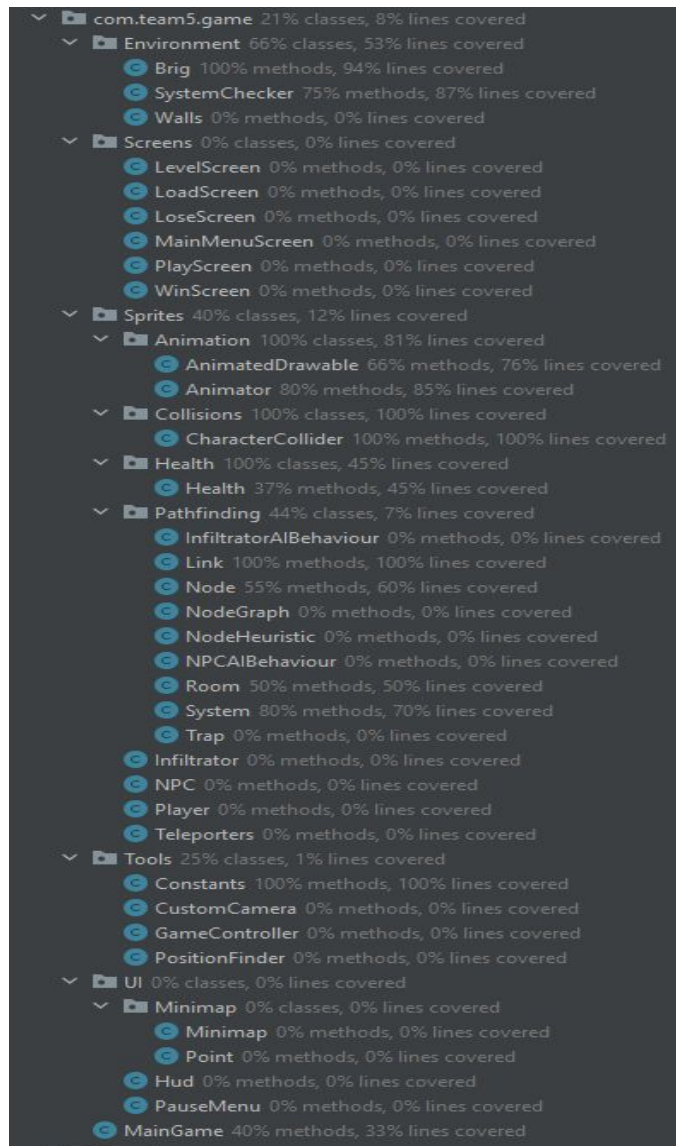 com.team5.game 21% classes, 8% lines covered
Environment 66% classes, 53% lines covered
Brig 100% methods, 94% lines covered
SystemChecker 75% methods, 87% lines covered
Walls 0% methods, 0% lines covered
Screens 0% classes, 0% lines covered
LevelScreen 0% methods, 0% lines covered
LoadScreen 0% methods, 0% lines covered
LoseScreen 0% methods, 0% lines covered
MainMenuScreen 0% methods, 0% lines covered
PlayScreen 0% methods, 0% lines covered
WinScreen 0% methods, 0% lines covered
Sprites 40% classes, 12% lines covered
Animation 100% classes, 81% lines covered
AnimatedDrawable 66% methods, 76% lines covered
Animator 80% methods, 85% lines covered
Collisions 100% classes, 100% lines covered
CharacterCollider 100% methods, 100% lines covered
Health 100% classes, 45% lines covered
Health 37% methods, 45% lines covered
Pathfinding 44% classes, 7% lines covered
InfiltratorAIBehaviour 0% methods, 0% lines covered
Link 100% methods, 100% lines covered
Node 55% methods, 60% lines covered
NodeGraph 0% methods, 0% lines covered
NodeHeuristic 0% methods, 0% lines covered
NPCAIBehaviour 0% methods, 0% lines covered
Room 50% methods, 50% lines covered
System 80% methods, 70% lines covered
Trap 0% methods, 0% lines covered
Infiltrator 0% methods, 0% lines covered
NPC 0% methods, 0% lines covered
Player 0% methods, 0% lines covered
Teleporters 0% methods, 0% lines covered
Tools 25% classes, 1% lines covered
Constants 100% methods, 100% lines covered
CustomCamera 0% methods, 0% lines covered
GameController 0% methods, 0% lines covered
PositionFinder 0% methods, 0% lines covered
UI 0% classes, 0% lines covered
Minimap 0% classes, 0% lines covered
Minimap 0% methods, 0% lines covered
Point 0% methods, 0% lines covered
Hud 0% methods, 0% lines covered
PauseMenu 0% methods, 0% lines covered
MainGame 40% methods, 33% lines covered